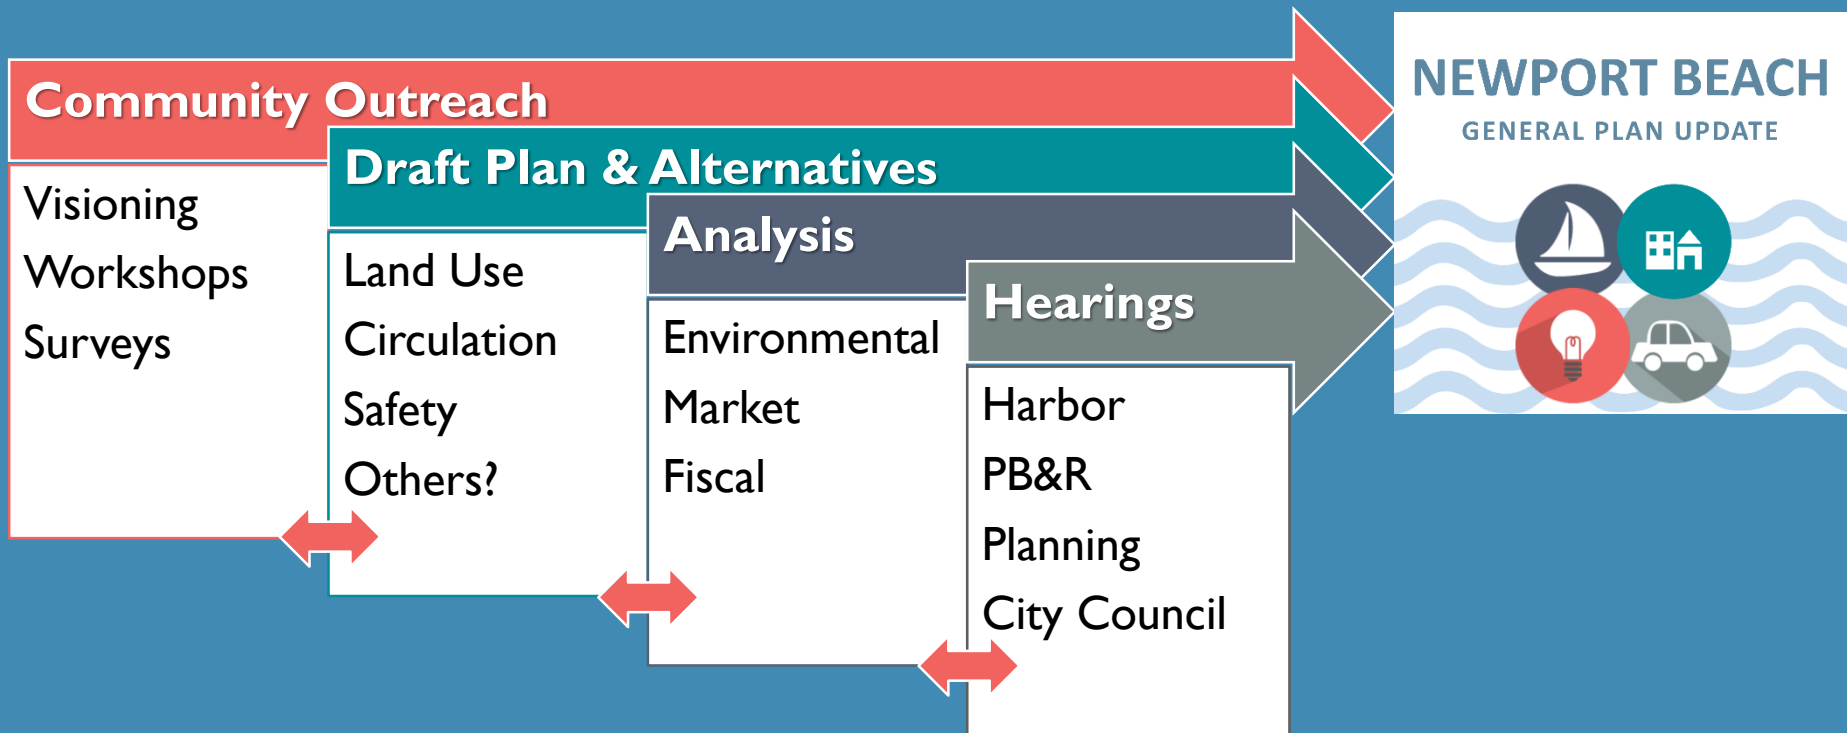 Community Outreach
Visioning
Workshops
Surveys
Draft Plan & Alternatives
Land Use
Circulation
Safety
Others?
Analysis
Environmental
Market
Fiscal
Hearings
Harbor
PB&R
Planning
City Council
NEWPORT BEACH
GENERAL PLAN UPDATE